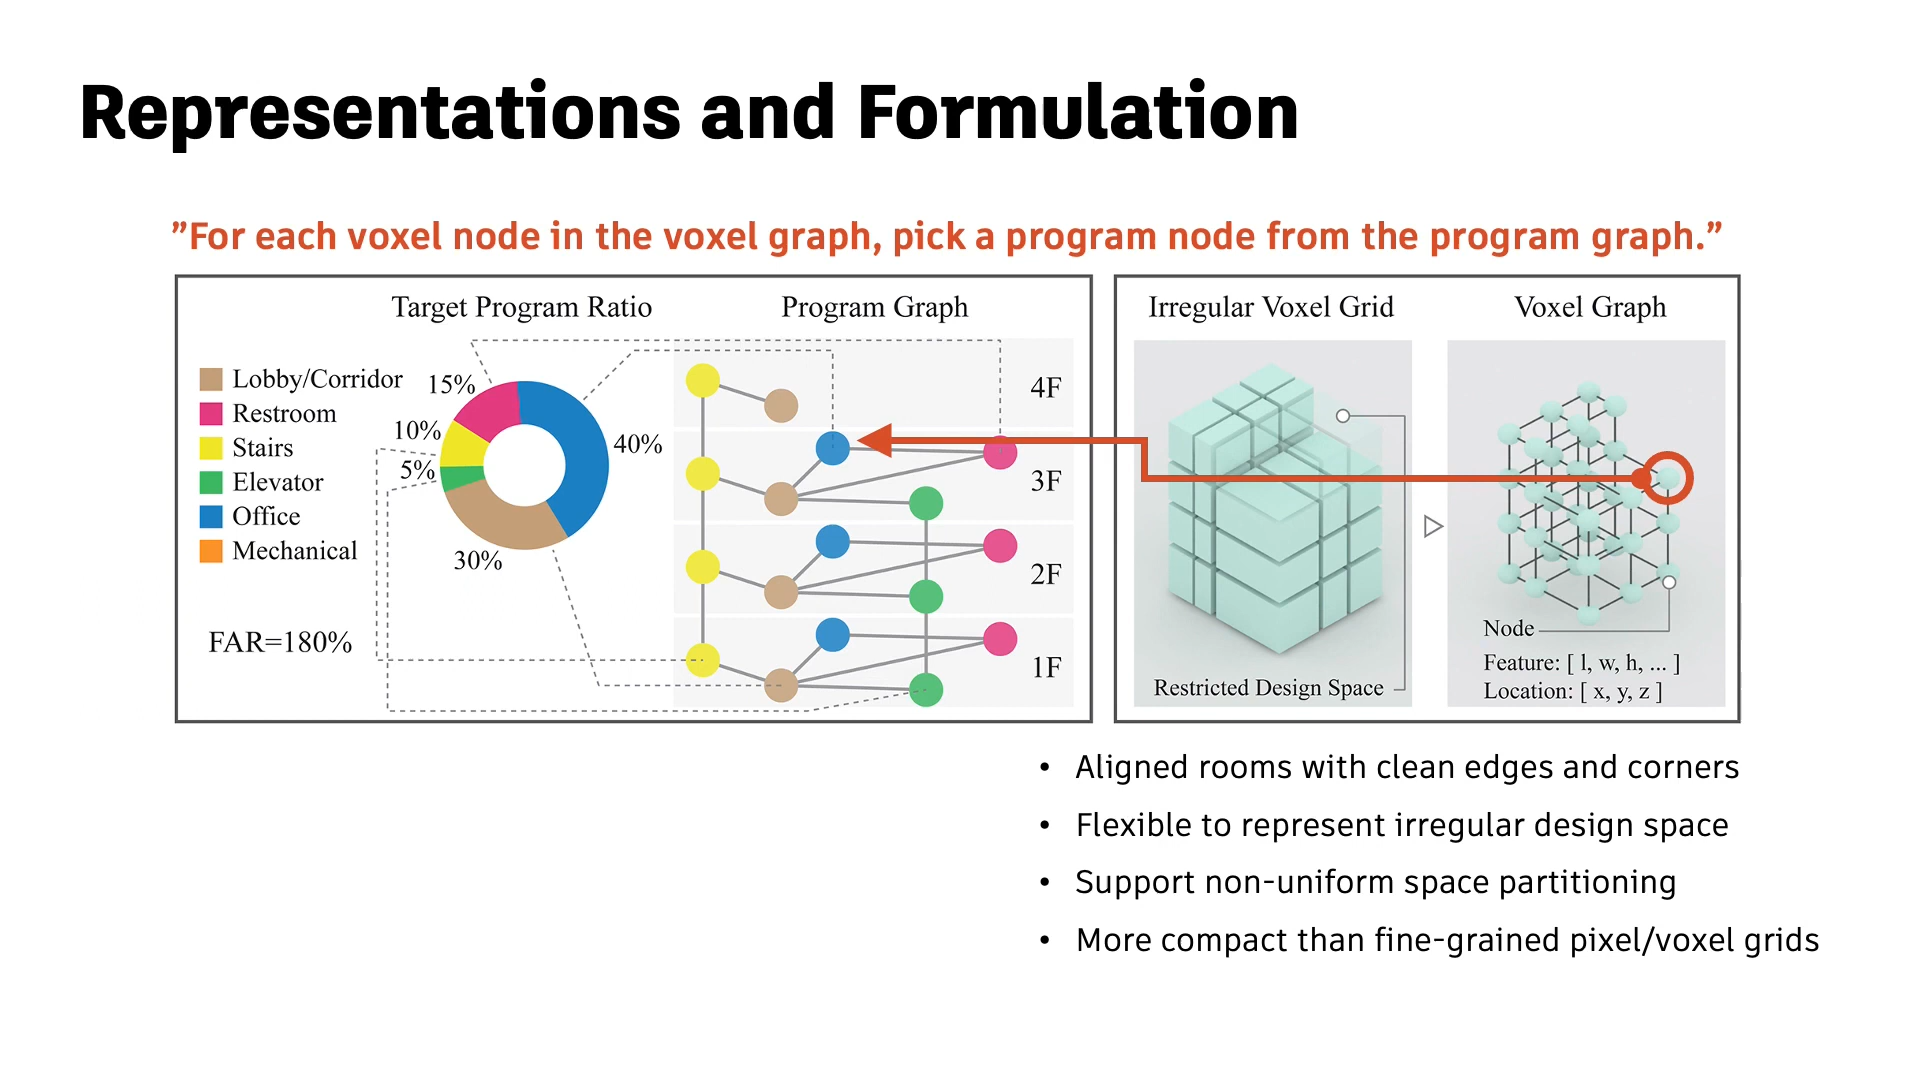 Representations and Formulation
”For each voxel node in the voxel graph, pick a program node from the program graph.”
Target Program Ratio
Program Graph
Lobby/Corridor
Restroom
Stairs
Elevator
Office
Mechanical
15%
10%
5%
40%
30%
FAR=180%
4F
3F
2F
1F
Irregular Voxel Grid
Voxel Graph
Restricted Design Space
Node
Feature: [ l, w, h, ... ]
Location: [ x, y, z ]
• Aligned rooms with clean edges and corners
• Flexible to represent irregular design space
• Support non-uniform space partitioning
• More compact than fine-grained pixel/voxel grids